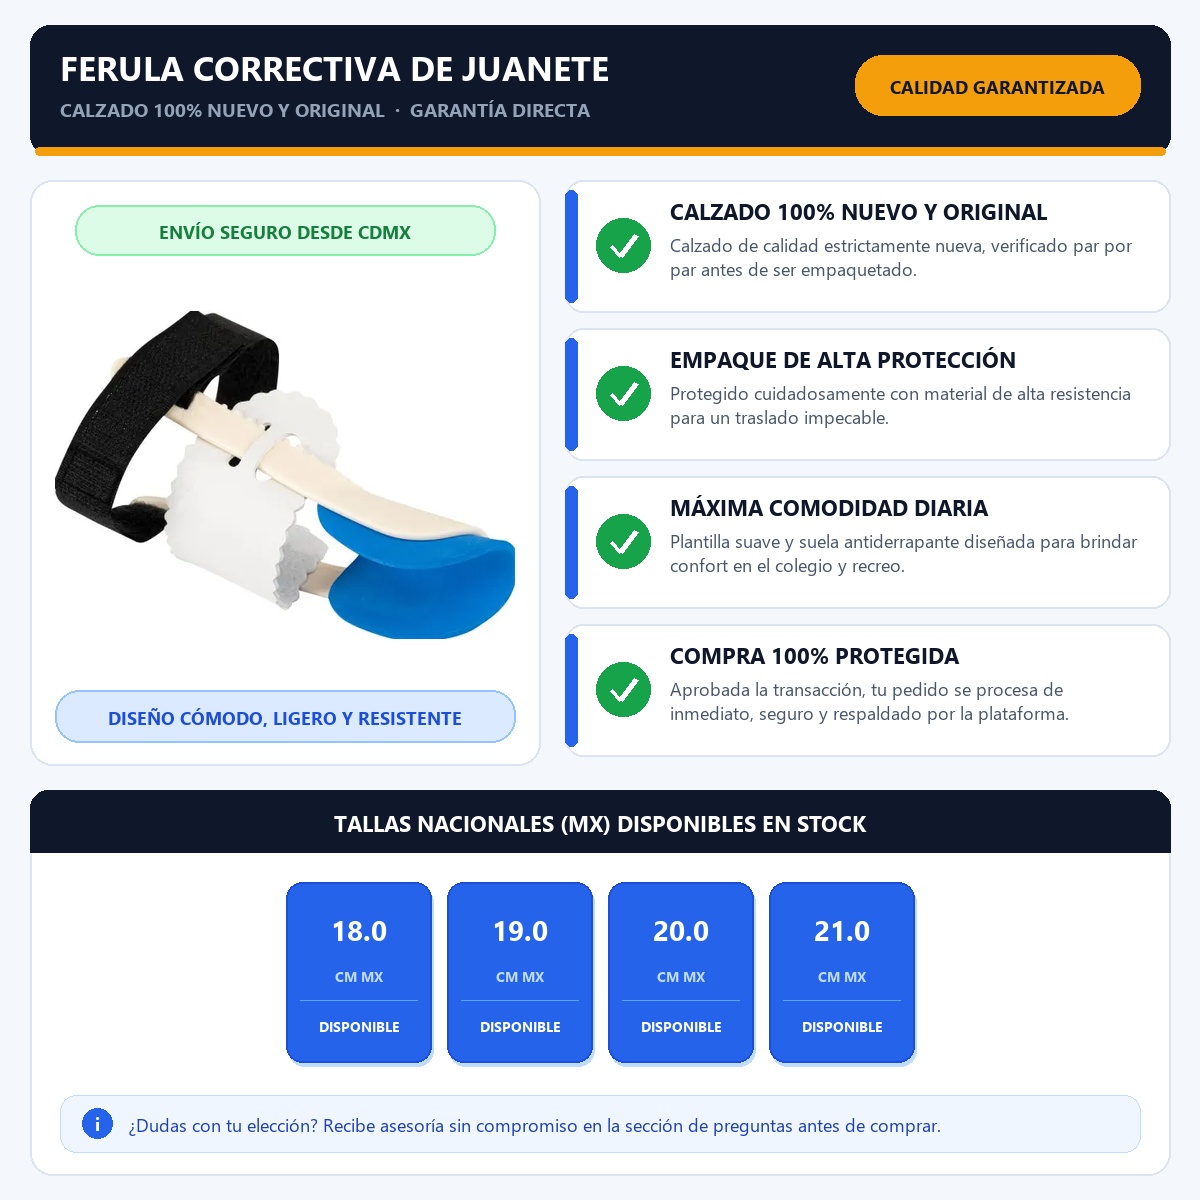 FERULA CORRECTIVA DE JUANETE
CALZADO 100% NUEVO Y ORIGINAL · GARANTÍA DIRECTA
CALIDAD GARANTIZADA
ENVÍO SEGURO DESDE CDMX
DISEÑO CÓMODO, LIGERO Y RESISTENTE
CALZADO 100% NUEVO Y ORIGINAL
Calzado de calidad estrictamente nueva, verificado par por
par antes de ser empaquetado.
EMPAQUE DE ALTA PROTECCIÓN
Protegido cuidadosamente con material de alta resistencia
para un traslado impecable.
MÁXIMA COMODIDAD DIARIA
Plantilla suave y suela antiderrapante diseñada para brindar
confort en el colegio y recreo.
COMPRA 100% PROTEGIDA
Aprobada la transacción, tu pedido se procesa de
inmediato, seguro y respaldado por la plataforma.
TALLAS NACIONALES (MX) DISPONIBLES EN STOCK
18.0
CM MX
DISPONIBLE
19.0
CM MX
DISPONIBLE
20.0
CM MX
DISPONIBLE
21.0
CM MX
DISPONIBLE
¿Dudas con tu elección? Recibe asesoría sin compromiso en la sección de preguntas antes de comprar.